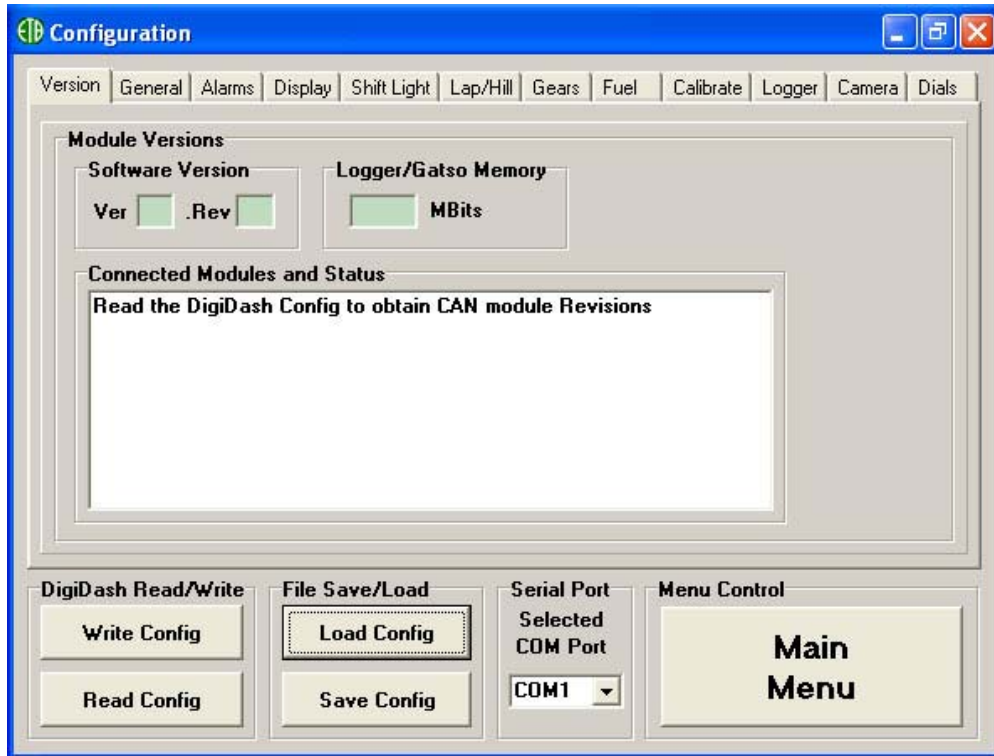 ETB Configuration
Version General Alarms Display Shift Light Lap/Hill Gears Fuel Calibrate Logger Camera Dials
Module Versions
Software Version
Ver .Rev
Logger/Gatso Memory
MBits
Connected Modules and Status
Read the DigiDash Config to obtain CAN module Revisions
DigiDash Read/Write
Write Config
Read Config
File Save/Load
Load Config
Save Config
Serial Port
Selected
COM Port
COM1
Menu Control
Main
Menu